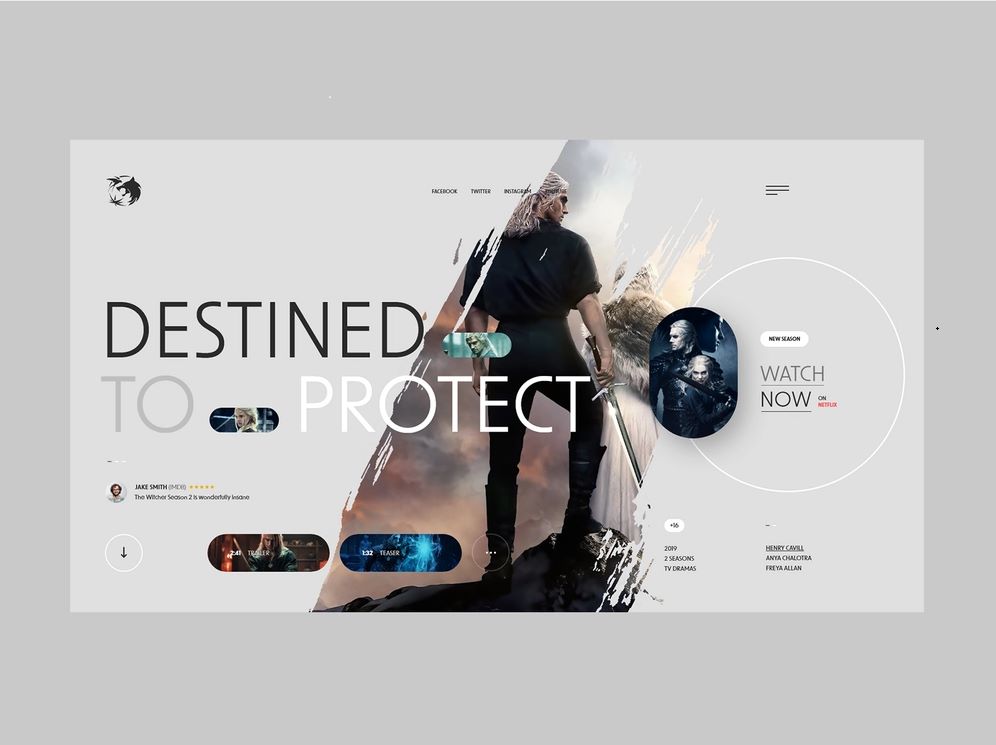 FACEBOOK TWITTER INSTAGRAM
DESTINED
TO PROTECT
JAKE SMITH (IMDB) ★★★★★
The Witcher Season 2 is wonderfully insane
2:41 TRAILER
1:32 TEASER
NEW SEASON
WATCH
NOW ON
NETFLIX
+16
2019
2 SEASONS
TV DRAMAS
HENRY CAVILL
ANYA CHALOTRA
FREYA ALLAN